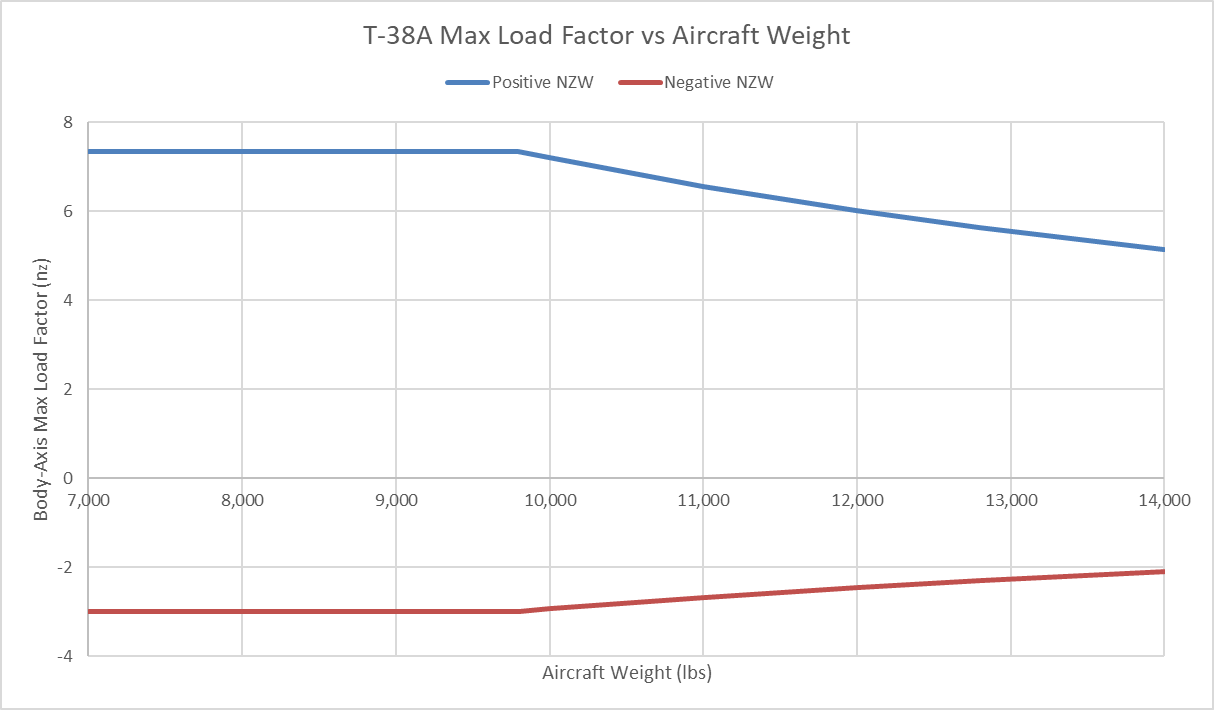 T-38A Max Load Factor vs Aircraft Weight
Positive NZW Negative NZW
Body-Axis Max Load Factor (nz)
8
6
4
2
0
-2
-4
7,000 8,000 9,000 10,000 11,000 12,000 13,000 14,000
Aircraft Weight (lbs)